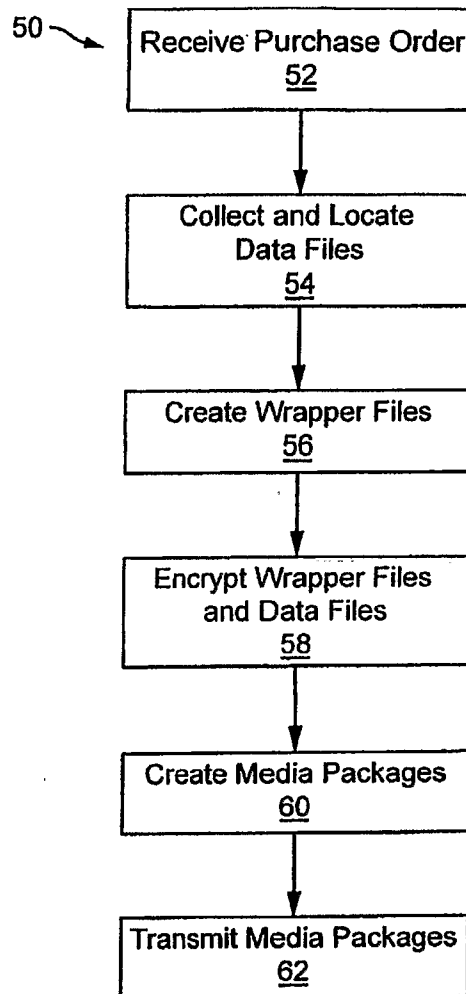 50
Receive Purchase Order
52
Collect and Locate
Data Files
54
Create Wrapper Files
56
Encrypt Wrapper Files
and Data Files
58
Create Media Packages
60
Transmit Media Packages
62